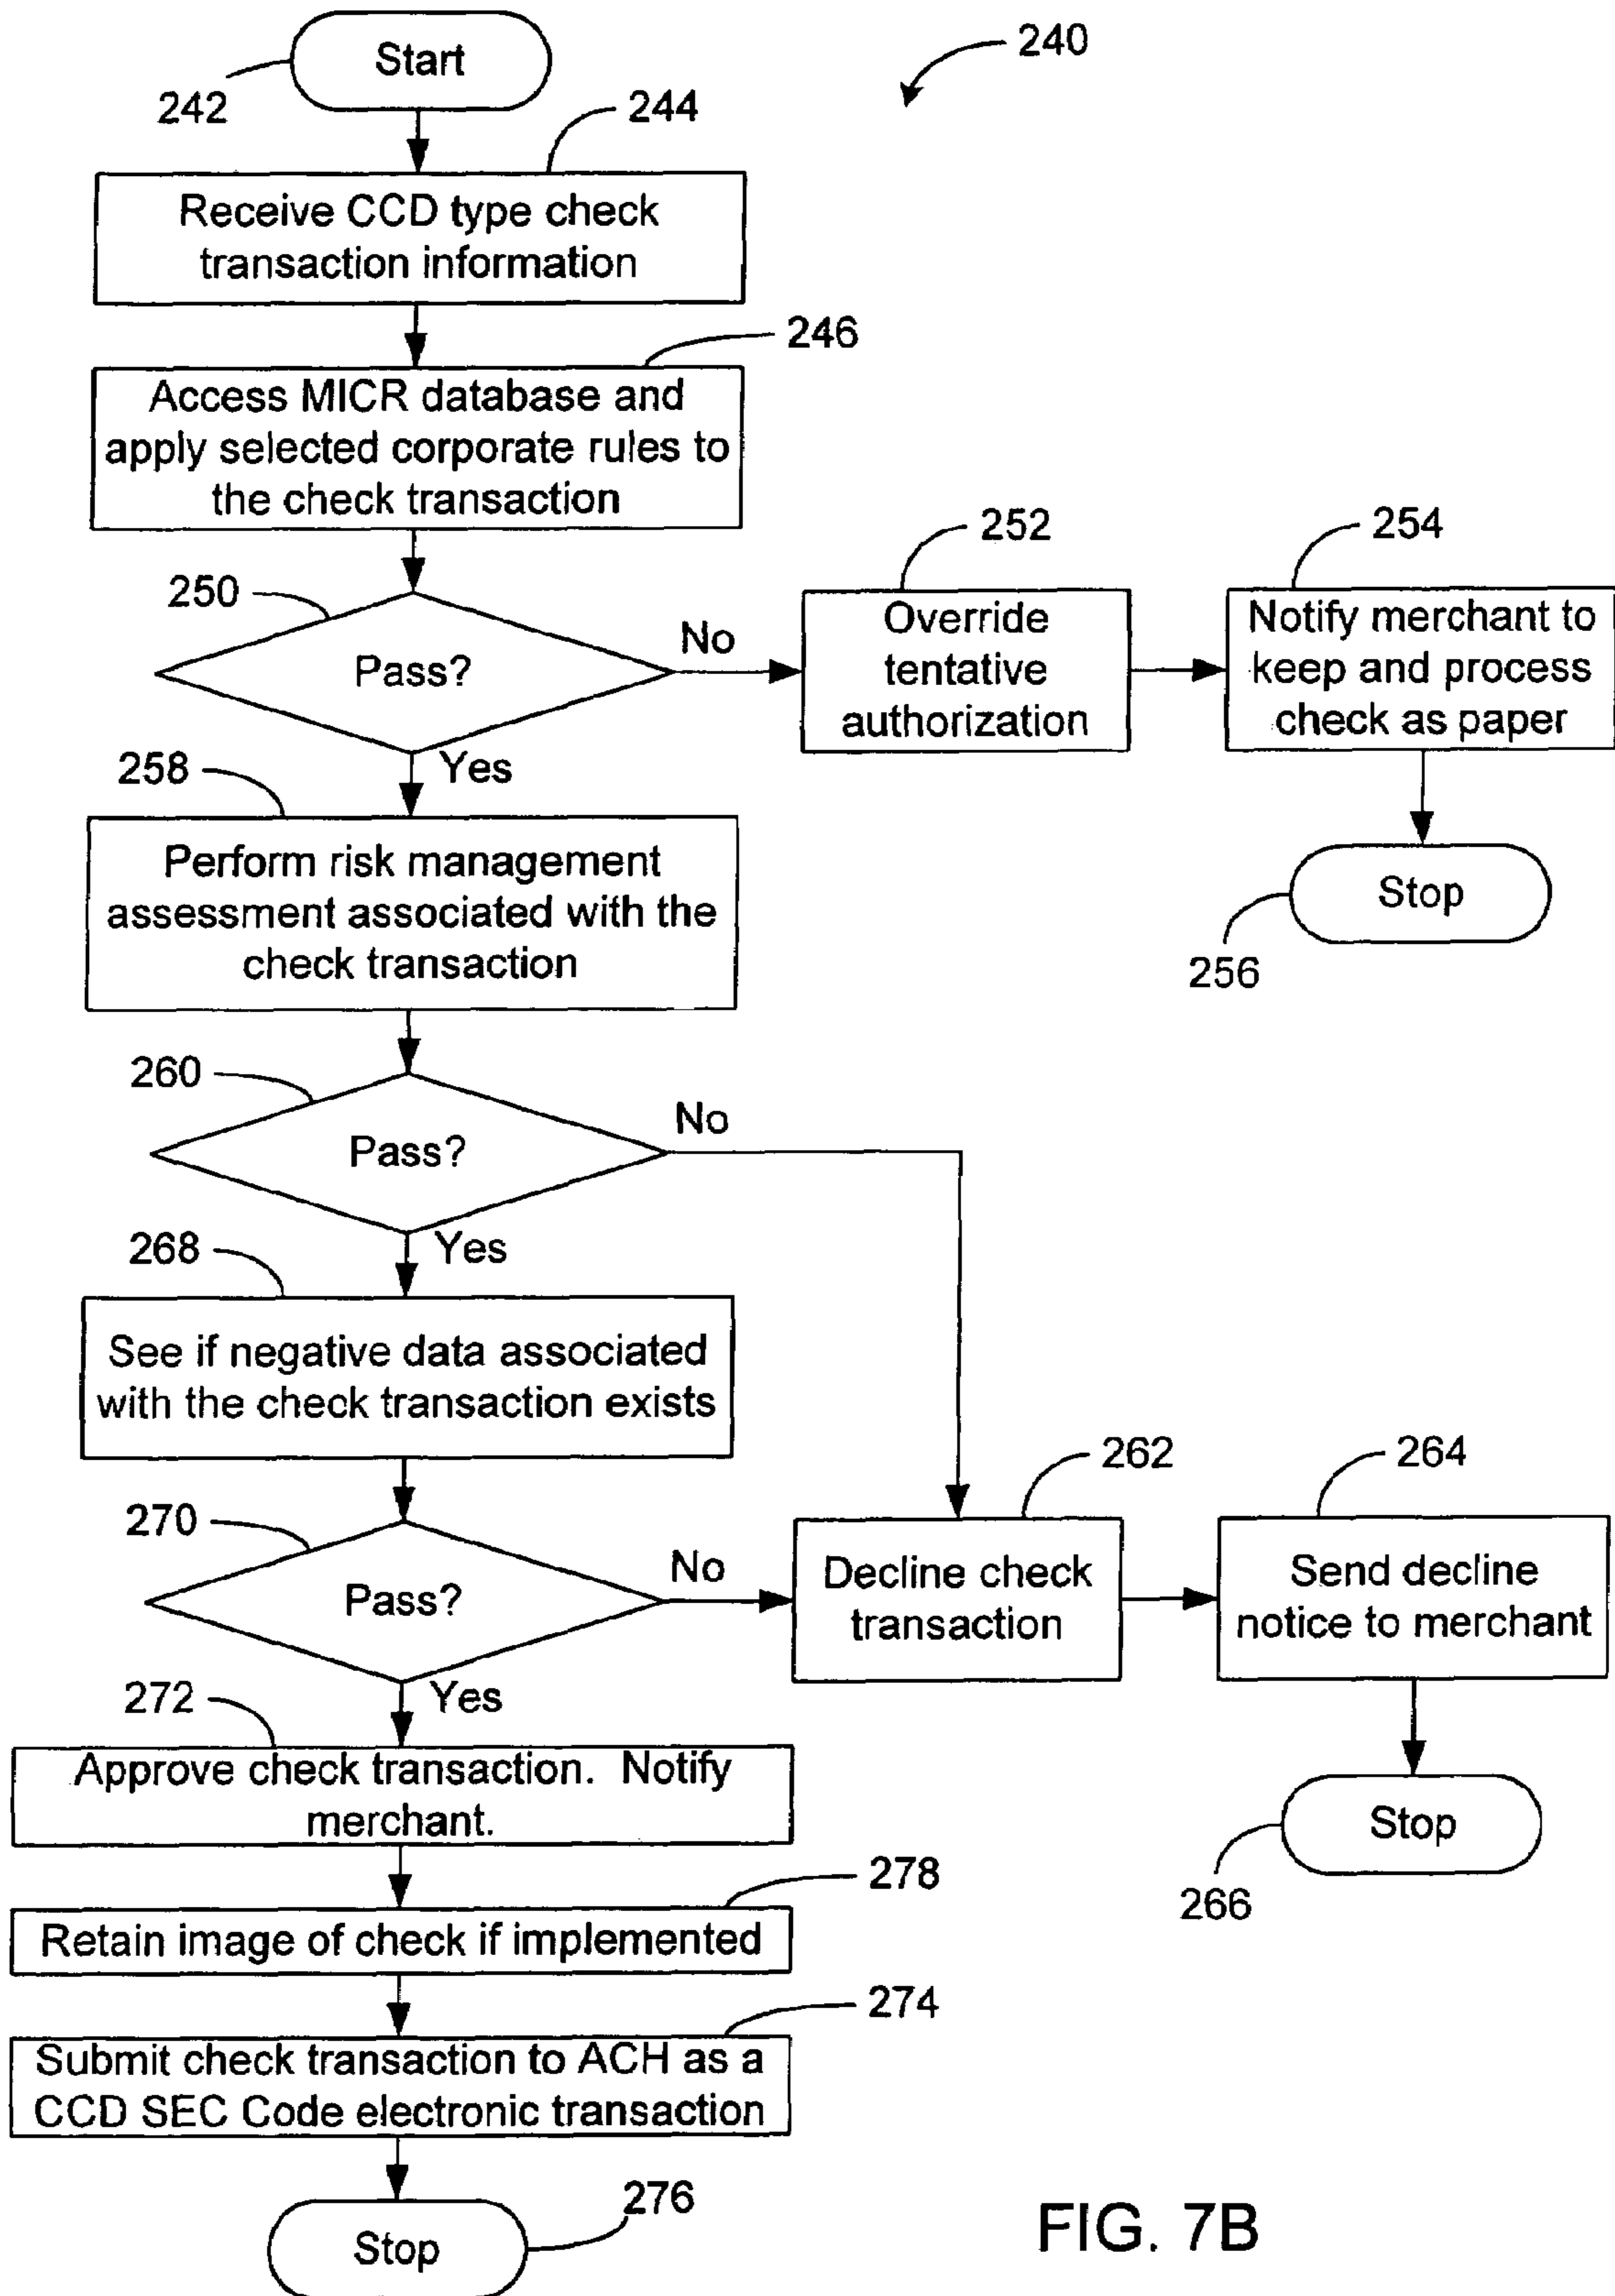 Start
240
242
244
Receive CCD type check
transaction information
246
Access MICR database and
apply selected corporate rules to
the check transaction
250
Pass?
No
252
Override
tentative
authorization
254
Notify merchant to
keep and process
check as paper
Stop
256
Yes
258
Perform risk management
assessment associated with the
check transaction
260
Pass?
No
Yes
268
See if negative data associated
with the check transaction exists
270
Pass?
No
262
Decline check
transaction
264
Send decline
notice to merchant
Stop
266
Yes
272
Approve check transaction. Notify
merchant.
278
Retain image of check if implemented
274
Submit check transaction to ACH as a
CCD SEC Code electronic transaction
276
Stop
FIG. 7B